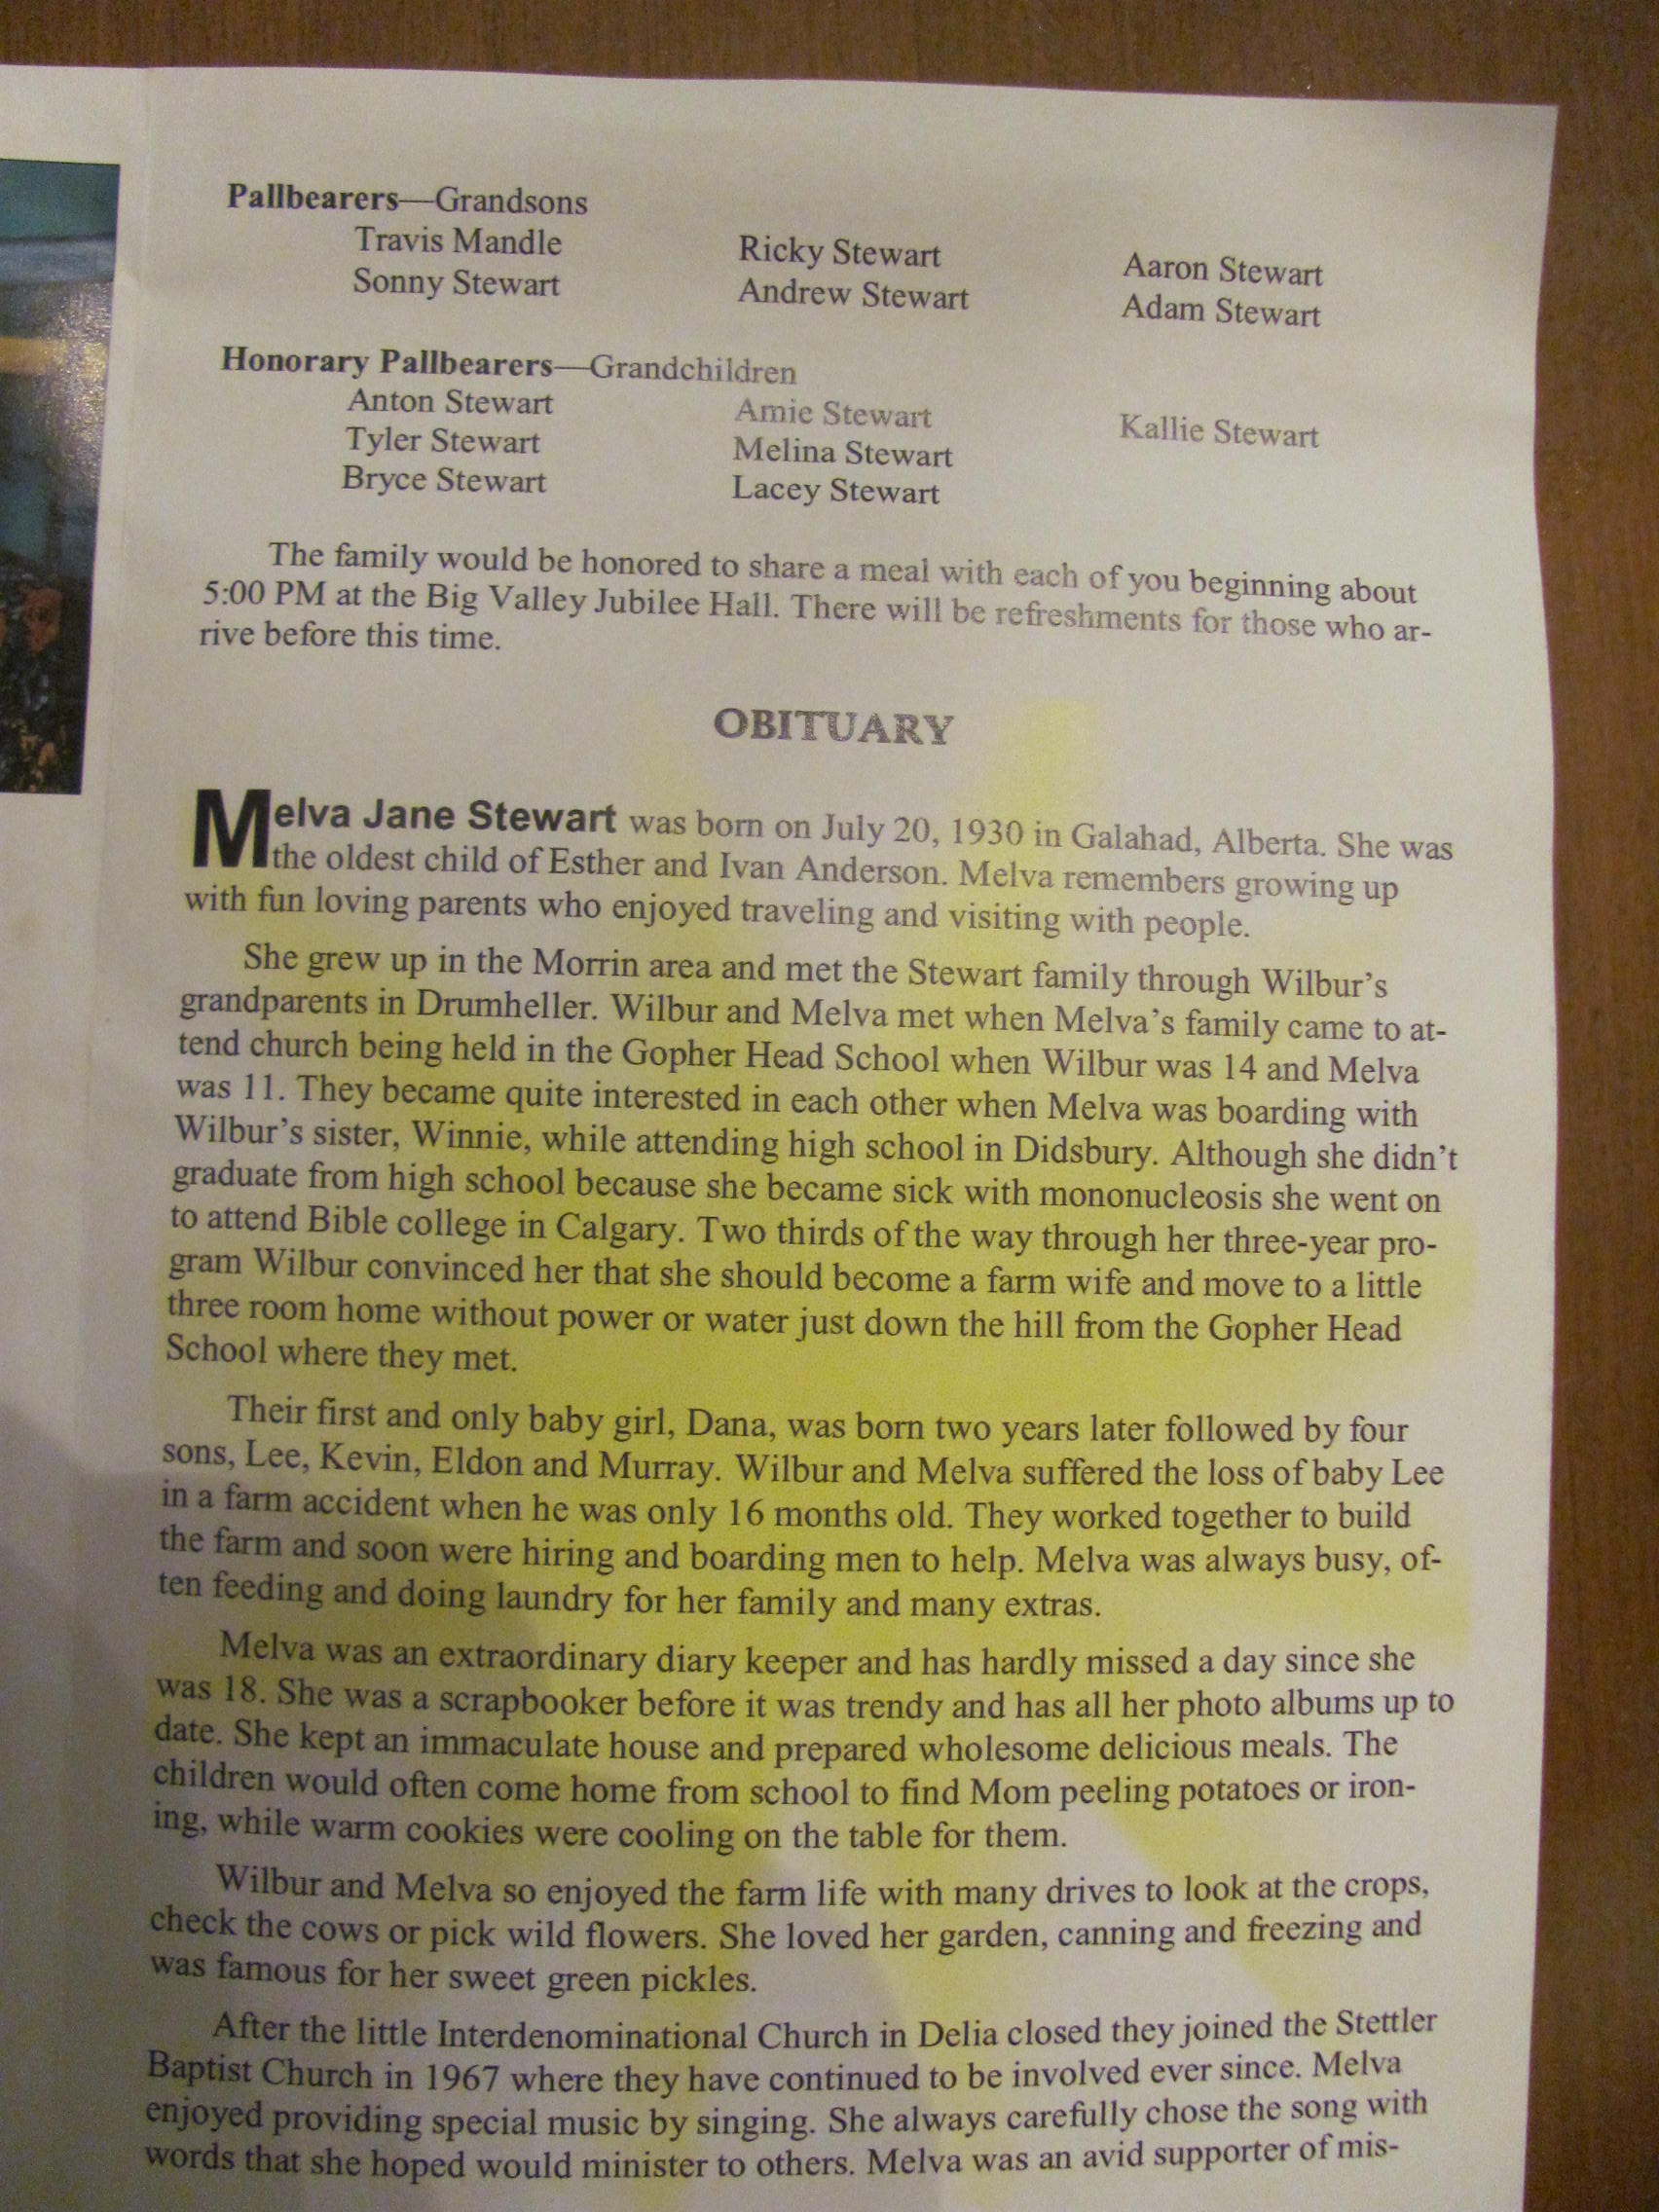 Pallbearers—Grandsons
Travis Mandle Ricky Stewart Aaron Stewart
Sonny Stewart Andrew Stewart Adam Stewart
Honorary Pallbearers—Grandchildren
Anton Stewart Amie Stewart Kallie Stewart
Tyler Stewart Melina Stewart
Bryce Stewart Lacey Stewart
The family would be honored to share a meal with each of you beginning about
5:00 PM at the Big Valley Jubilee Hall. There will be refreshments for those who ar-
rive before this time.
OBITUARY
Melva Jane Stewart was born on July 20, 1930 in Galahad, Alberta. She was
the oldest child of Esther and Ivan Anderson. Melva remembers growing up
with fun loving parents who enjoyed traveling and visiting with people.
She grew up in the Morrin area and met the Stewart family through Wilbur's
grandparents in Drumheller. Wilbur and Melva met when Melva's family came to at-
tend church being held in the Gopher Head School when Wilbur was 14 and Melva
was 11. They became quite interested in each other when Melva was boarding with
Wilbur's sister, Winnie, while attending high school in Didsbury. Although she didn't
graduate from high school because she became sick with mononucleosis she went on
to attend Bible college in Calgary. Two thirds of the way through her three-year pro-
gram Wilbur convinced her that she should become a farm wife and move to a little
three room home without power or water just down the hill from the Gopher Head
School where they met.
Their first and only baby girl, Dana, was born two years later followed by four
sons, Lee, Kevin, Eldon and Murray. Wilbur and Melva suffered the loss of baby Lee
in a farm accident when he was only 16 months old. They worked together to build
the farm and soon were hiring and boarding men to help. Melva was always busy, of-
ten feeding and doing laundry for her family and many extras.
Melva was an extraordinary diary keeper and has hardly missed a day since she
was 18. She was a scrapbooker before it was trendy and has all her photo albums up to
date. She kept an immaculate house and prepared wholesome delicious meals. The
children would often come home from school to find Mom peeling potatoes or iron-
ing, while warm cookies were cooling on the table for them.
Wilbur and Melva so enjoyed the farm life with many drives to look at the crops,
check the cows or pick wild flowers. She loved her garden, canning and freezing and
was famous for her sweet green pickles.
After the little Interdenominational Church in Delia closed they joined the Stettler
Baptist Church in 1967 where they have continued to be involved ever since. Melva
enjoyed providing special music by singing. She always carefully chose the song with
words that she hoped would minister to others. Melva was an avid supporter of mis-